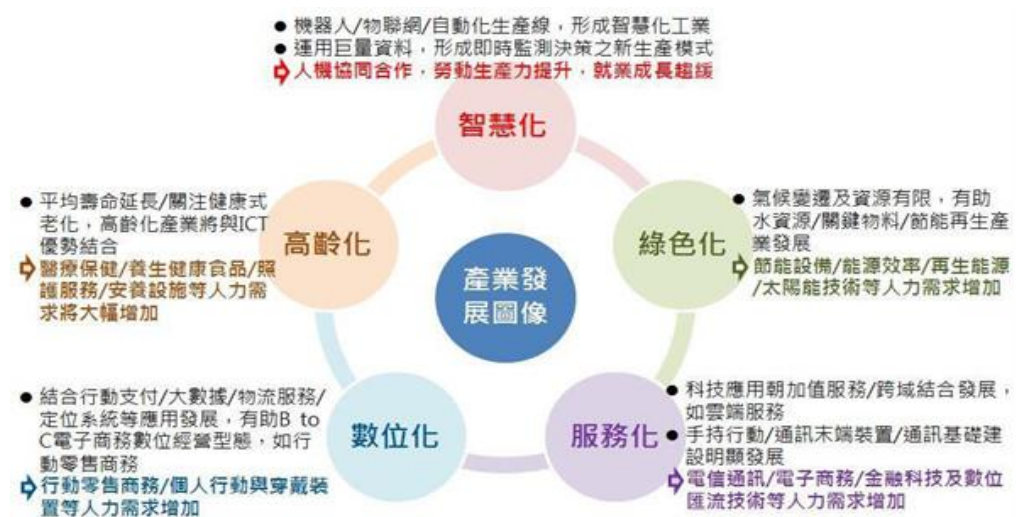 ● 機器人/物聯網/自動化生產線，形成智慧化工業
● 運用巨量資料，形成即時監測決策之新生產模式
人機協同合作，勞動生產力提升，就業成長趨緩
智慧化
● 平均壽命延長/關注健康式
老化，高齡化產業將與ICT
優勢結合
醫療保健/養生健康食品/照
護服務/安養設施等人力需
求將大幅增加
高齡化
綠色化
● 氣候變遷及資源有限，有助
水資源/關鍵物料/節能再生產
業發展
節能設備/能源效率/再生能源
/太陽能技術等人力需求增加
產業發
展圖像
● 結合行動支付/大數據/物流服務/
定位系統等應用發展，有助B to
C電子商務數位經營型態，如行
動零售商務
行動零售商務/個人行動與穿戴裝
置等人力需求增加
數位化
服務化
● 科技應用朝加值服務/跨域結合發展，
如雲端服務
● 手持行動/通訊末端裝置/通訊基礎建
設明顯發展
電信通訊/電子商務/金融科技及數位
匯流技術等人力需求增加